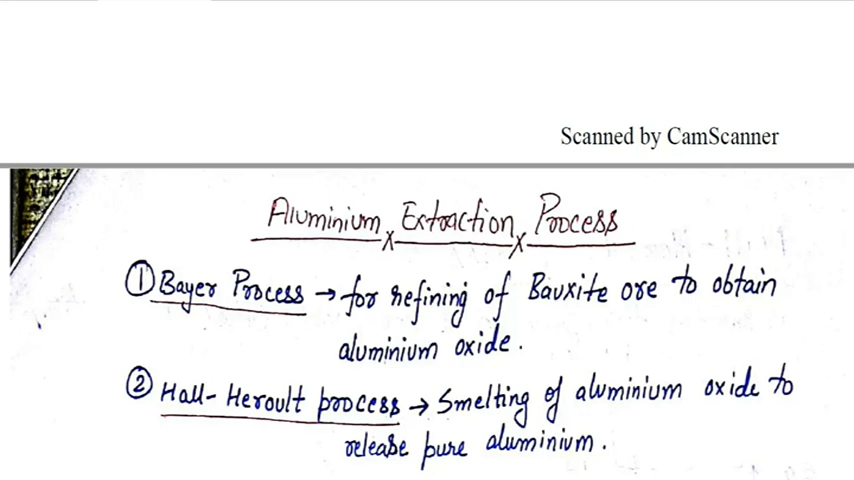 Scanned by CamScanner
Aluminium Extraction Process
① Bayer Process → for refining of Bauxite ore to obtain
aluminium oxide.
② Hall-Heroult process → Smelting of aluminium oxide to
release pure aluminium.